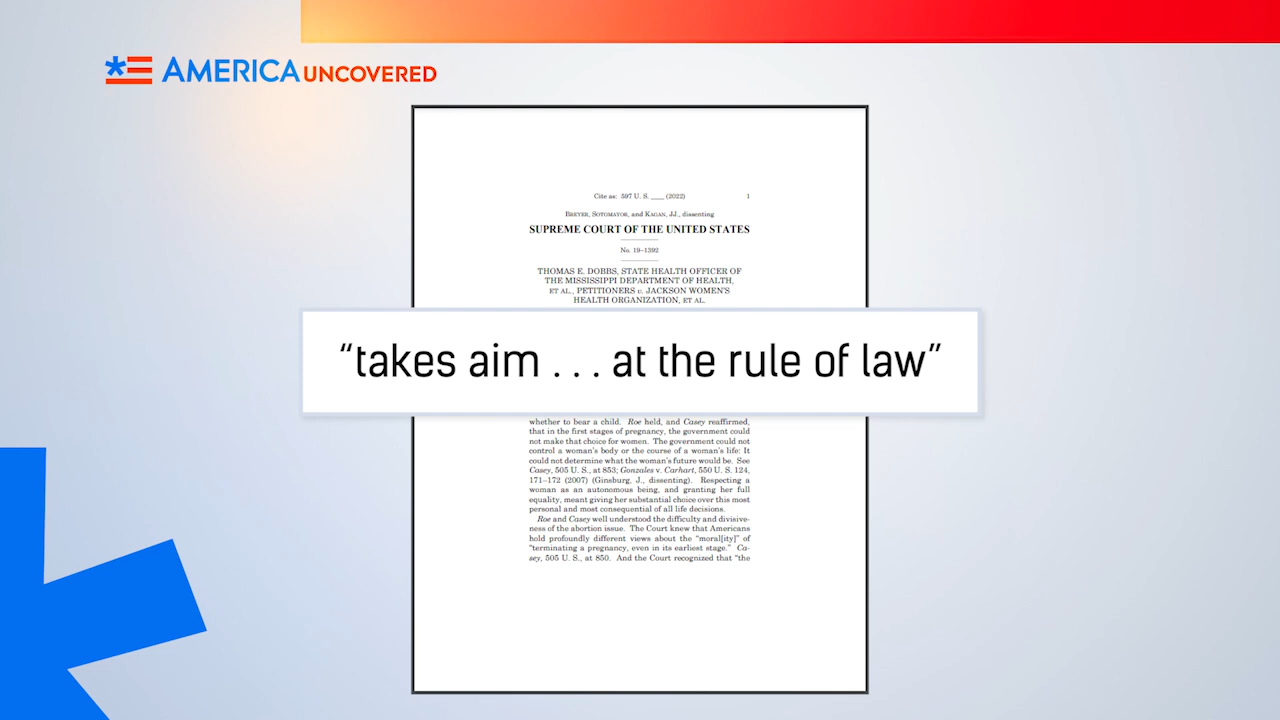 AMERICA UNCOVERED
Cite as: 597 U. S. ____ (2022) 1
BREYER, SOTOMAYOR, and KAGAN, JJ., dissenting
SUPREME COURT OF THE UNITED STATES
No. 19–1392
THOMAS E. DOBBS, STATE HEALTH OFFICER OF
THE MISSISSIPPI DEPARTMENT OF HEALTH,
ET AL., PETITIONERS v. JACKSON WOMEN’S
HEALTH ORGANIZATION, ET AL.
“takes aim . . . at the rule of law”
whether to bear a child. Roe held, and Casey reaffirmed,
that in the first stages of pregnancy, the government could
not make that choice for women. The government could not
control a woman’s body or the course of a woman’s life: It
could not determine what the woman’s future would be. See
Casey, 505 U. S., at 853; Gonzales v. Carhart, 550 U. S. 124,
171–172 (2007) (Ginsburg, J., dissenting). Respecting a
woman as an autonomous being, and granting her full
equality, meant giving her substantial choice over this most
personal and most consequential of all life decisions.
Roe and Casey well understood the difficulty and divisive-
ness of the abortion issue. The Court knew that Americans
hold profoundly different views about the “moral[ity]” of
“terminating a pregnancy, even in its earliest stage.” Ca-
sey, 505 U. S., at 850. And the Court recognized that “the